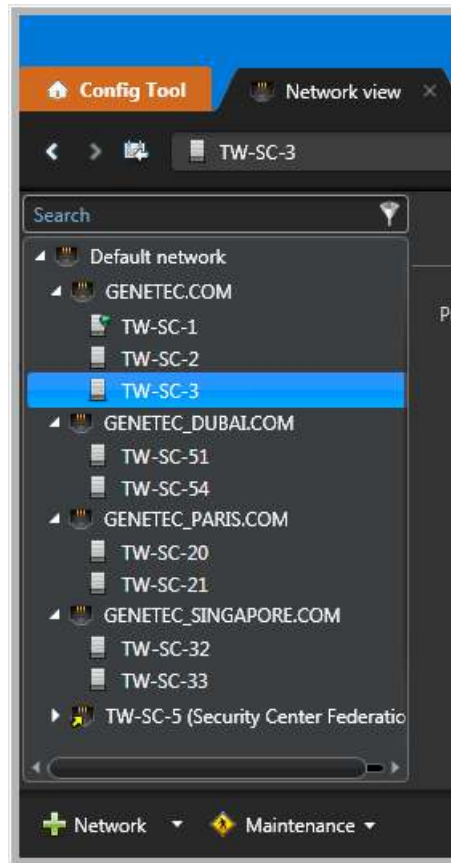 Config Tool
Network view
TW-SC-3
Search
Default network
GENETEC.COM
TW-SC-1
TW-SC-2
TW-SC-3
GENETEC_DUBAI.COM
TW-SC-51
TW-SC-54
GENETEC_PARIS.COM
TW-SC-20
TW-SC-21
GENETEC_SINGAPORE.COM
TW-SC-32
TW-SC-33
TW-SC-5 (Security Center Federatio
Network
Maintenance